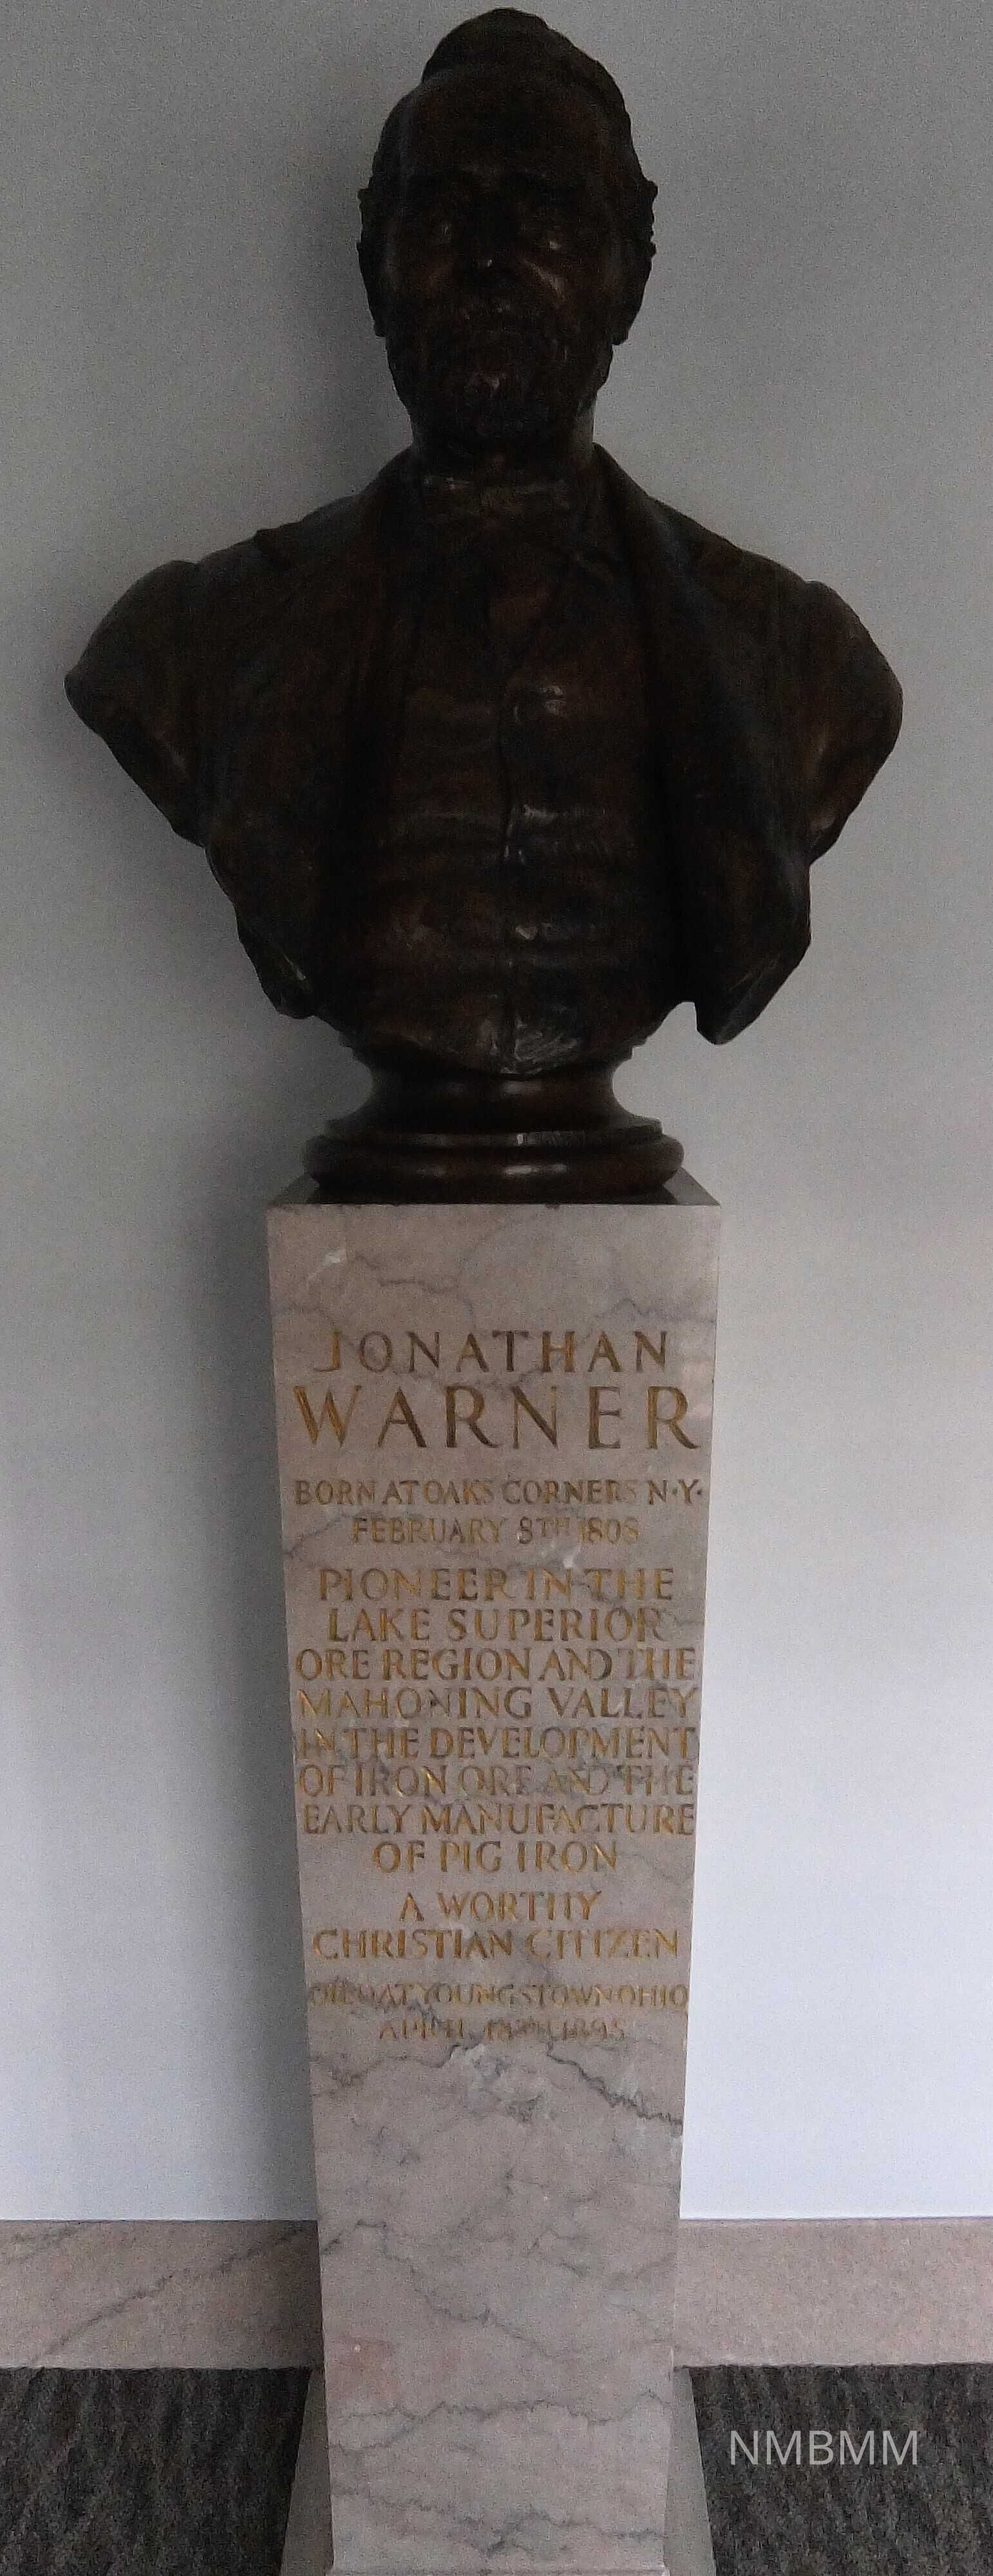 JONATHAN
WARNER
BORN AT OAKS CORNERS N·Y·
FEBRUARY 8TH 1808
PIONEER IN THE
LAKE SUPERIOR
ORE REGION AND THE
MAHONING VALLEY
IN THE DEVELOPMENT
OF IRON ORE AND THE
EARLY MANUFACTURE
OF PIG IRON
A WORTHY
CHRISTIAN CITIZEN
DIED AT YOUNGSTOWN OHIO
APRIL 1895
NMBMM